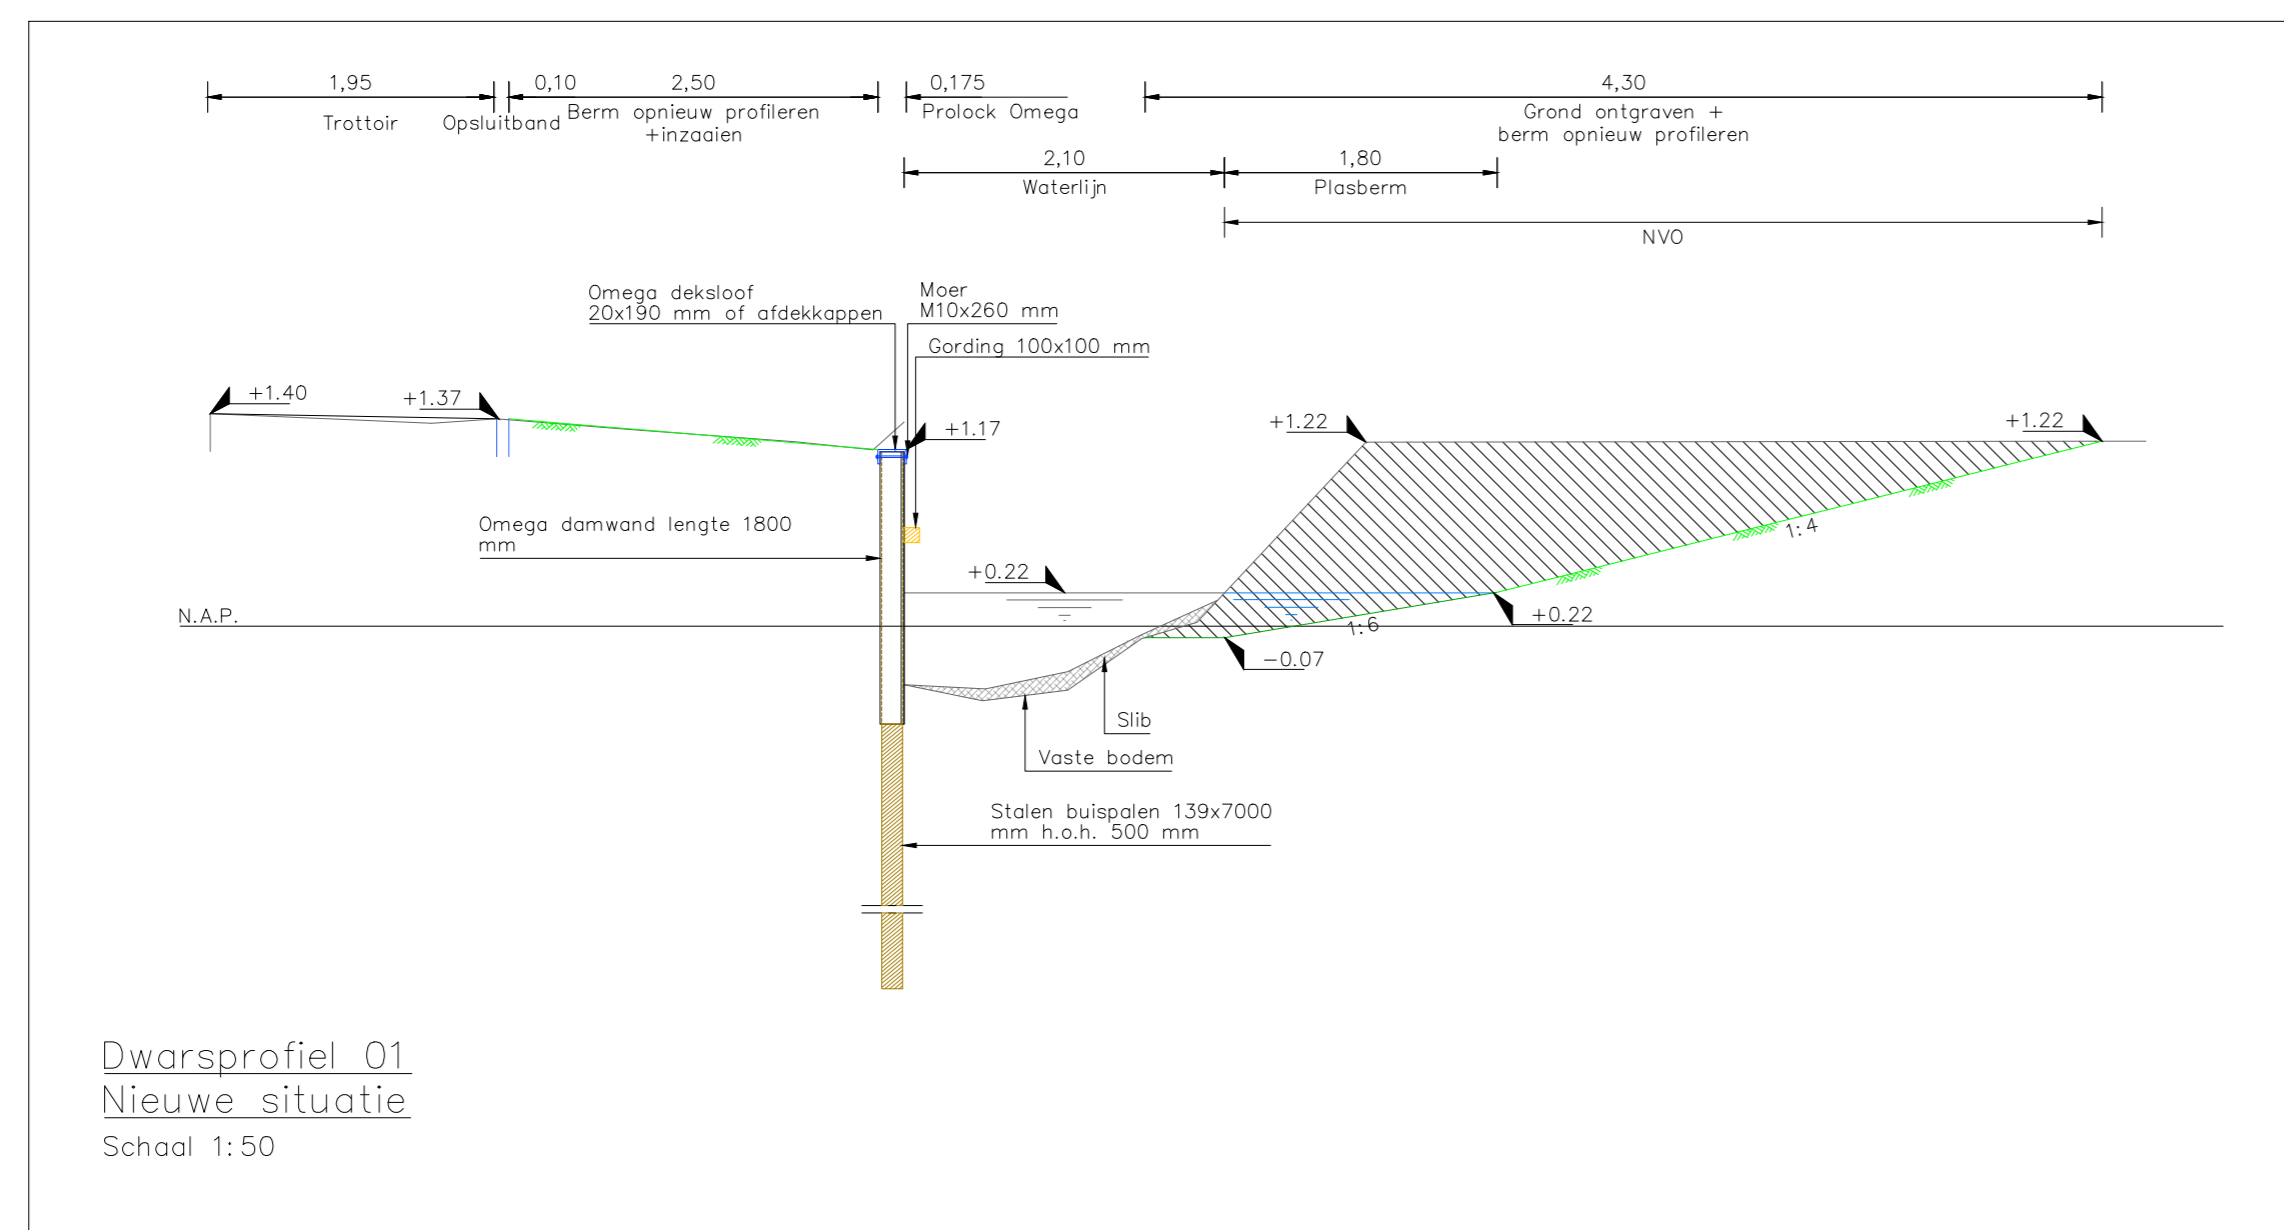 1,95
0,10
2,50
0,175
4,30
Trottoir
Opsluitband
Berm opnieuw profileren
+inzaaien
Prolock Omega
Grond ontgraven +
berm opnieuw profileren
2,10
1,80
Waterlijn
Plasberm
NVO
Omega deksloof
20x190 mm of afdekkappen
Moer
M10x260 mm
Gording 100x100 mm
+1.40
+1.37
+1.17
+1.22
+1.22
Omega damwand lengte 1800
mm
1:4
+0.22
N.A.P.
+0.22
1:6
-0.07
Slib
Vaste bodem
Stalen buispalen 139x7000
mm h.o.h. 500 mm
Dwarsprofiel 01
Nieuwe situatie
Schaal 1:50